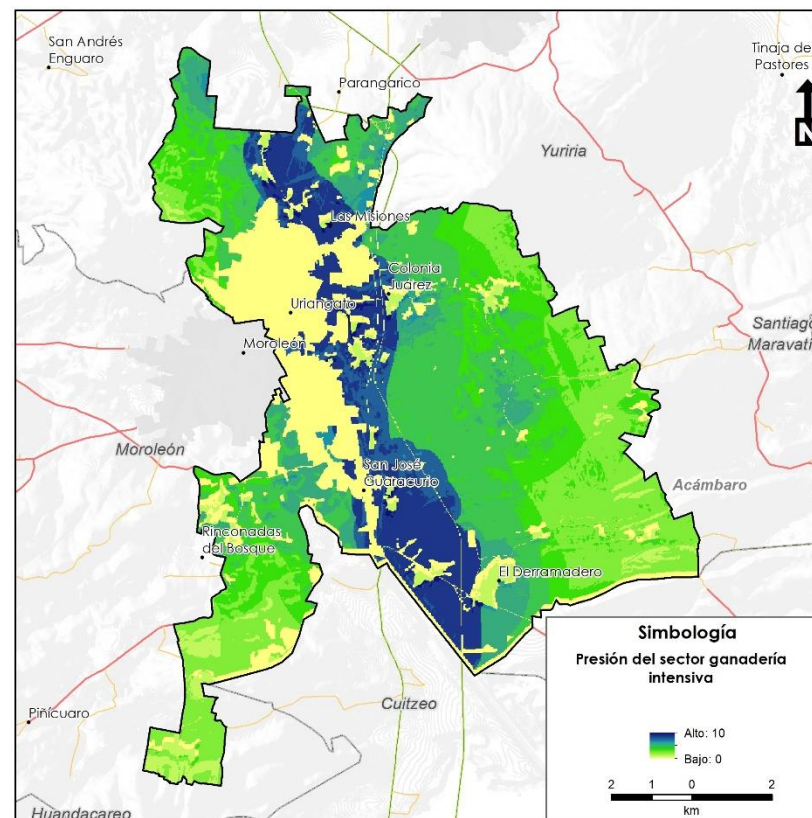 San Andrés
Enguaro
Tinaja de
Pastores
Parangarico
N
Yuriria
Las Misiones
Colonia
Juárez
Uriangato
Santiago
Maravatí
Moroleón
Moroleón
San José
Cuaracurio
Acámbaro
Rinconadas
del Bosque
El Derramadero
Simbología
Presión del sector ganadería
intensiva
Cuitzeo
Piñícuaro
Alto: 10
Bajo: 0
2 1 0 2
km
Huandacareo